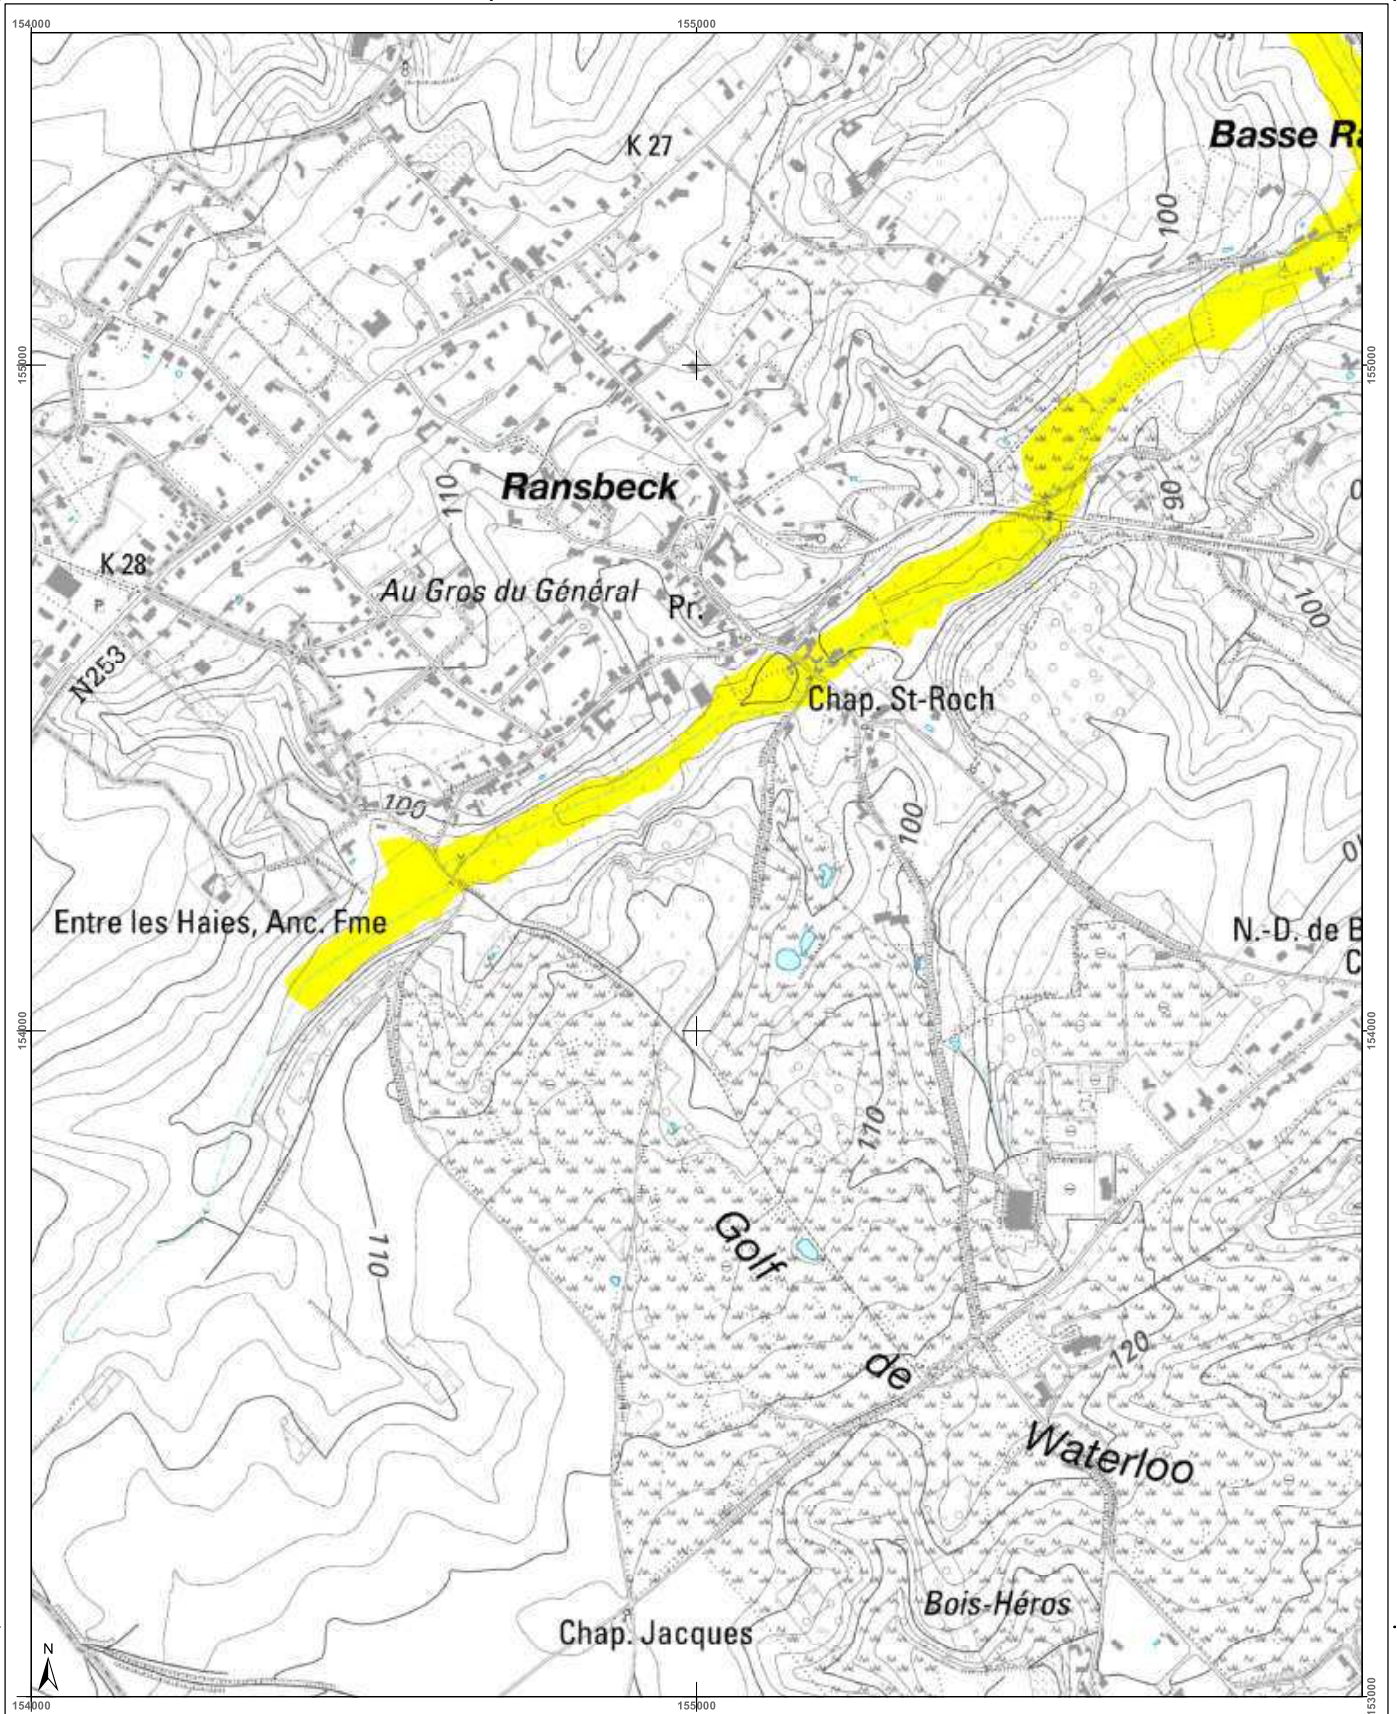 154000
155000
K 27
Basse Ra
100
155000
155000
Ransbeck
110
90
K 28
Au Gros du Général
Pr.
P
100
N253
Chap. St-Roch
100
100
Entre les Haies, Anc. Fme
N.-D. de B
C
154000
154000
110
110
Golf
de
120
Waterloo
Bois-Héros
Chap. Jacques
N
154000
155000
153000